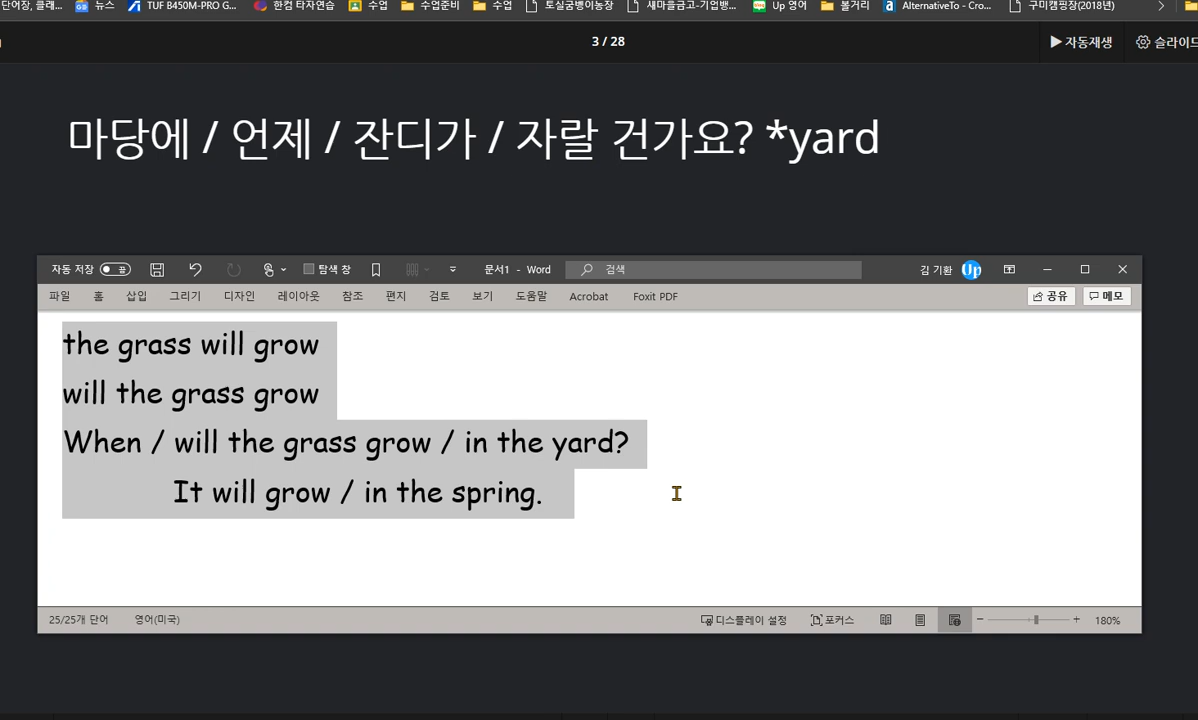 단어장, 클래... 뉴스 TUF B450M-PRO G... 한컴 타자연습 수업 수업준비 수업 토실굼벵이농장 새마을금고-기업뱅... Up 영어 볼거리 AlternativeTo - Cro... 구미캠핑장(2018년)
3 / 28 자동재생 슬라이드
마당에 / 언제 / 잔디가 / 자랄 건가요? *yard
자동 저장 끔 탐색 창 문서1 - Word 검색 김 기환 Up
파일 홈 삽입 그리기 디자인 레이아웃 참조 편지 검토 보기 도움말 Acrobat Foxit PDF 공유 메모
the grass will grow
will the grass grow
When / will the grass grow / in the yard?
It will grow / in the spring.
25/25개 단어 영어(미국) 디스플레이 설정 포커스 180%